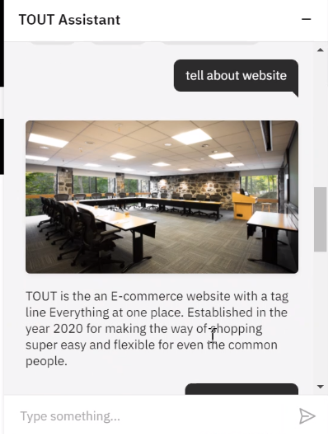 TOUT Assistant
tell about website
TOUT is the an E-commerce website with a tag
line Everything at one place. Established in the
year 2020 for making the way of shopping
super easy and flexible for even the common
people.
Type something...